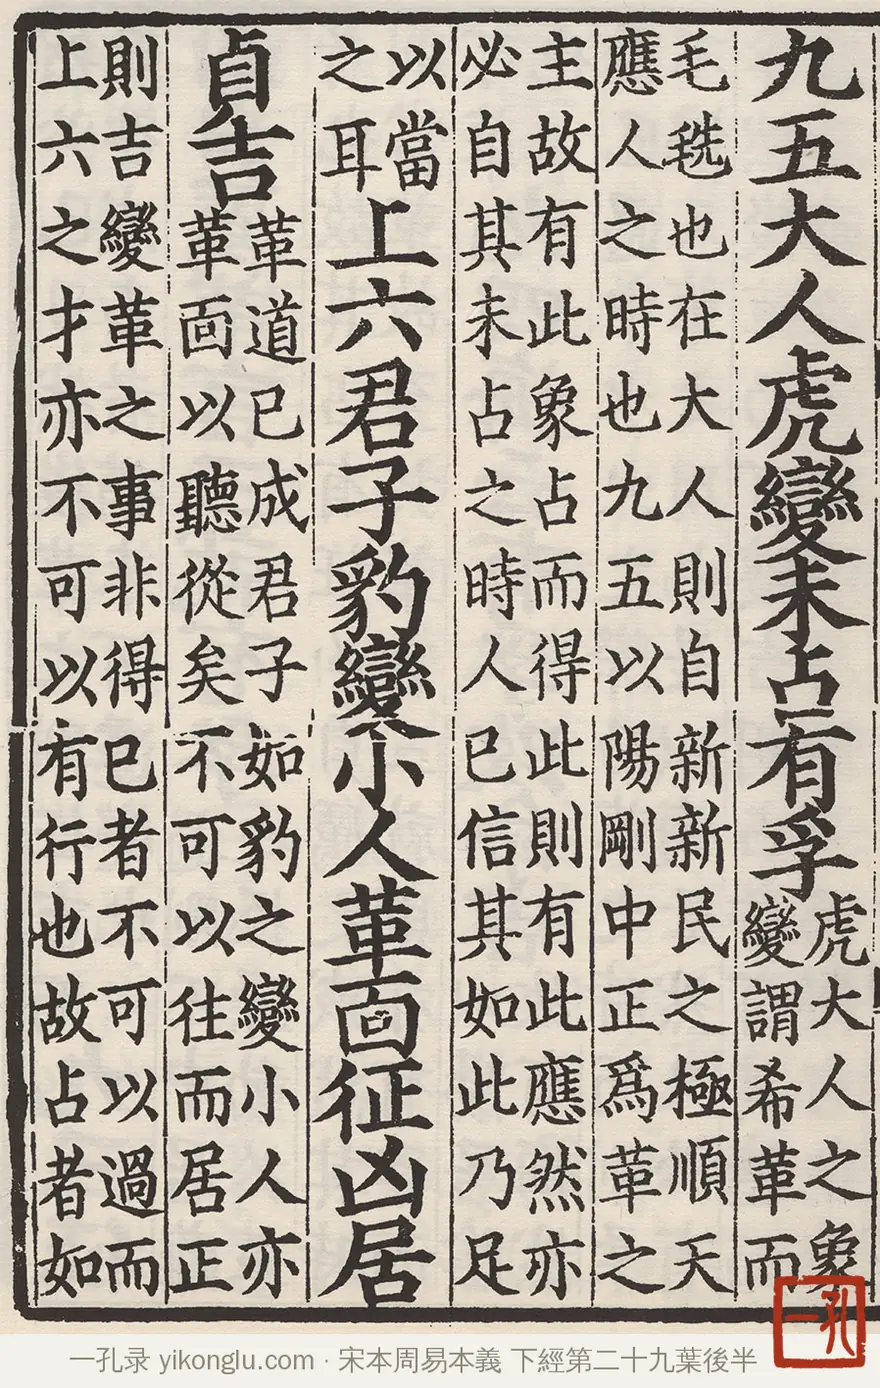 九五大人虎變未占有孚
虎大人之象
變謂希革而
毛毨也在大人則自新新民之極順天
應人之時也九五以陽剛中正爲革之
主故有此象占而得此則有此應然亦
必自其未占之時人已信其如此乃足
以當
之耳
上六君子豹變小人革面征凶居
貞吉
革道已成君子如豹之變小人亦
革面以聽從矣不可以往而居正
則吉變革之事非得已者不可以過而
上六之才亦不可以有行也故占者如
一孔
一孔录 yikonglu.com · 宋本周易本義 下經第二十九葉後半